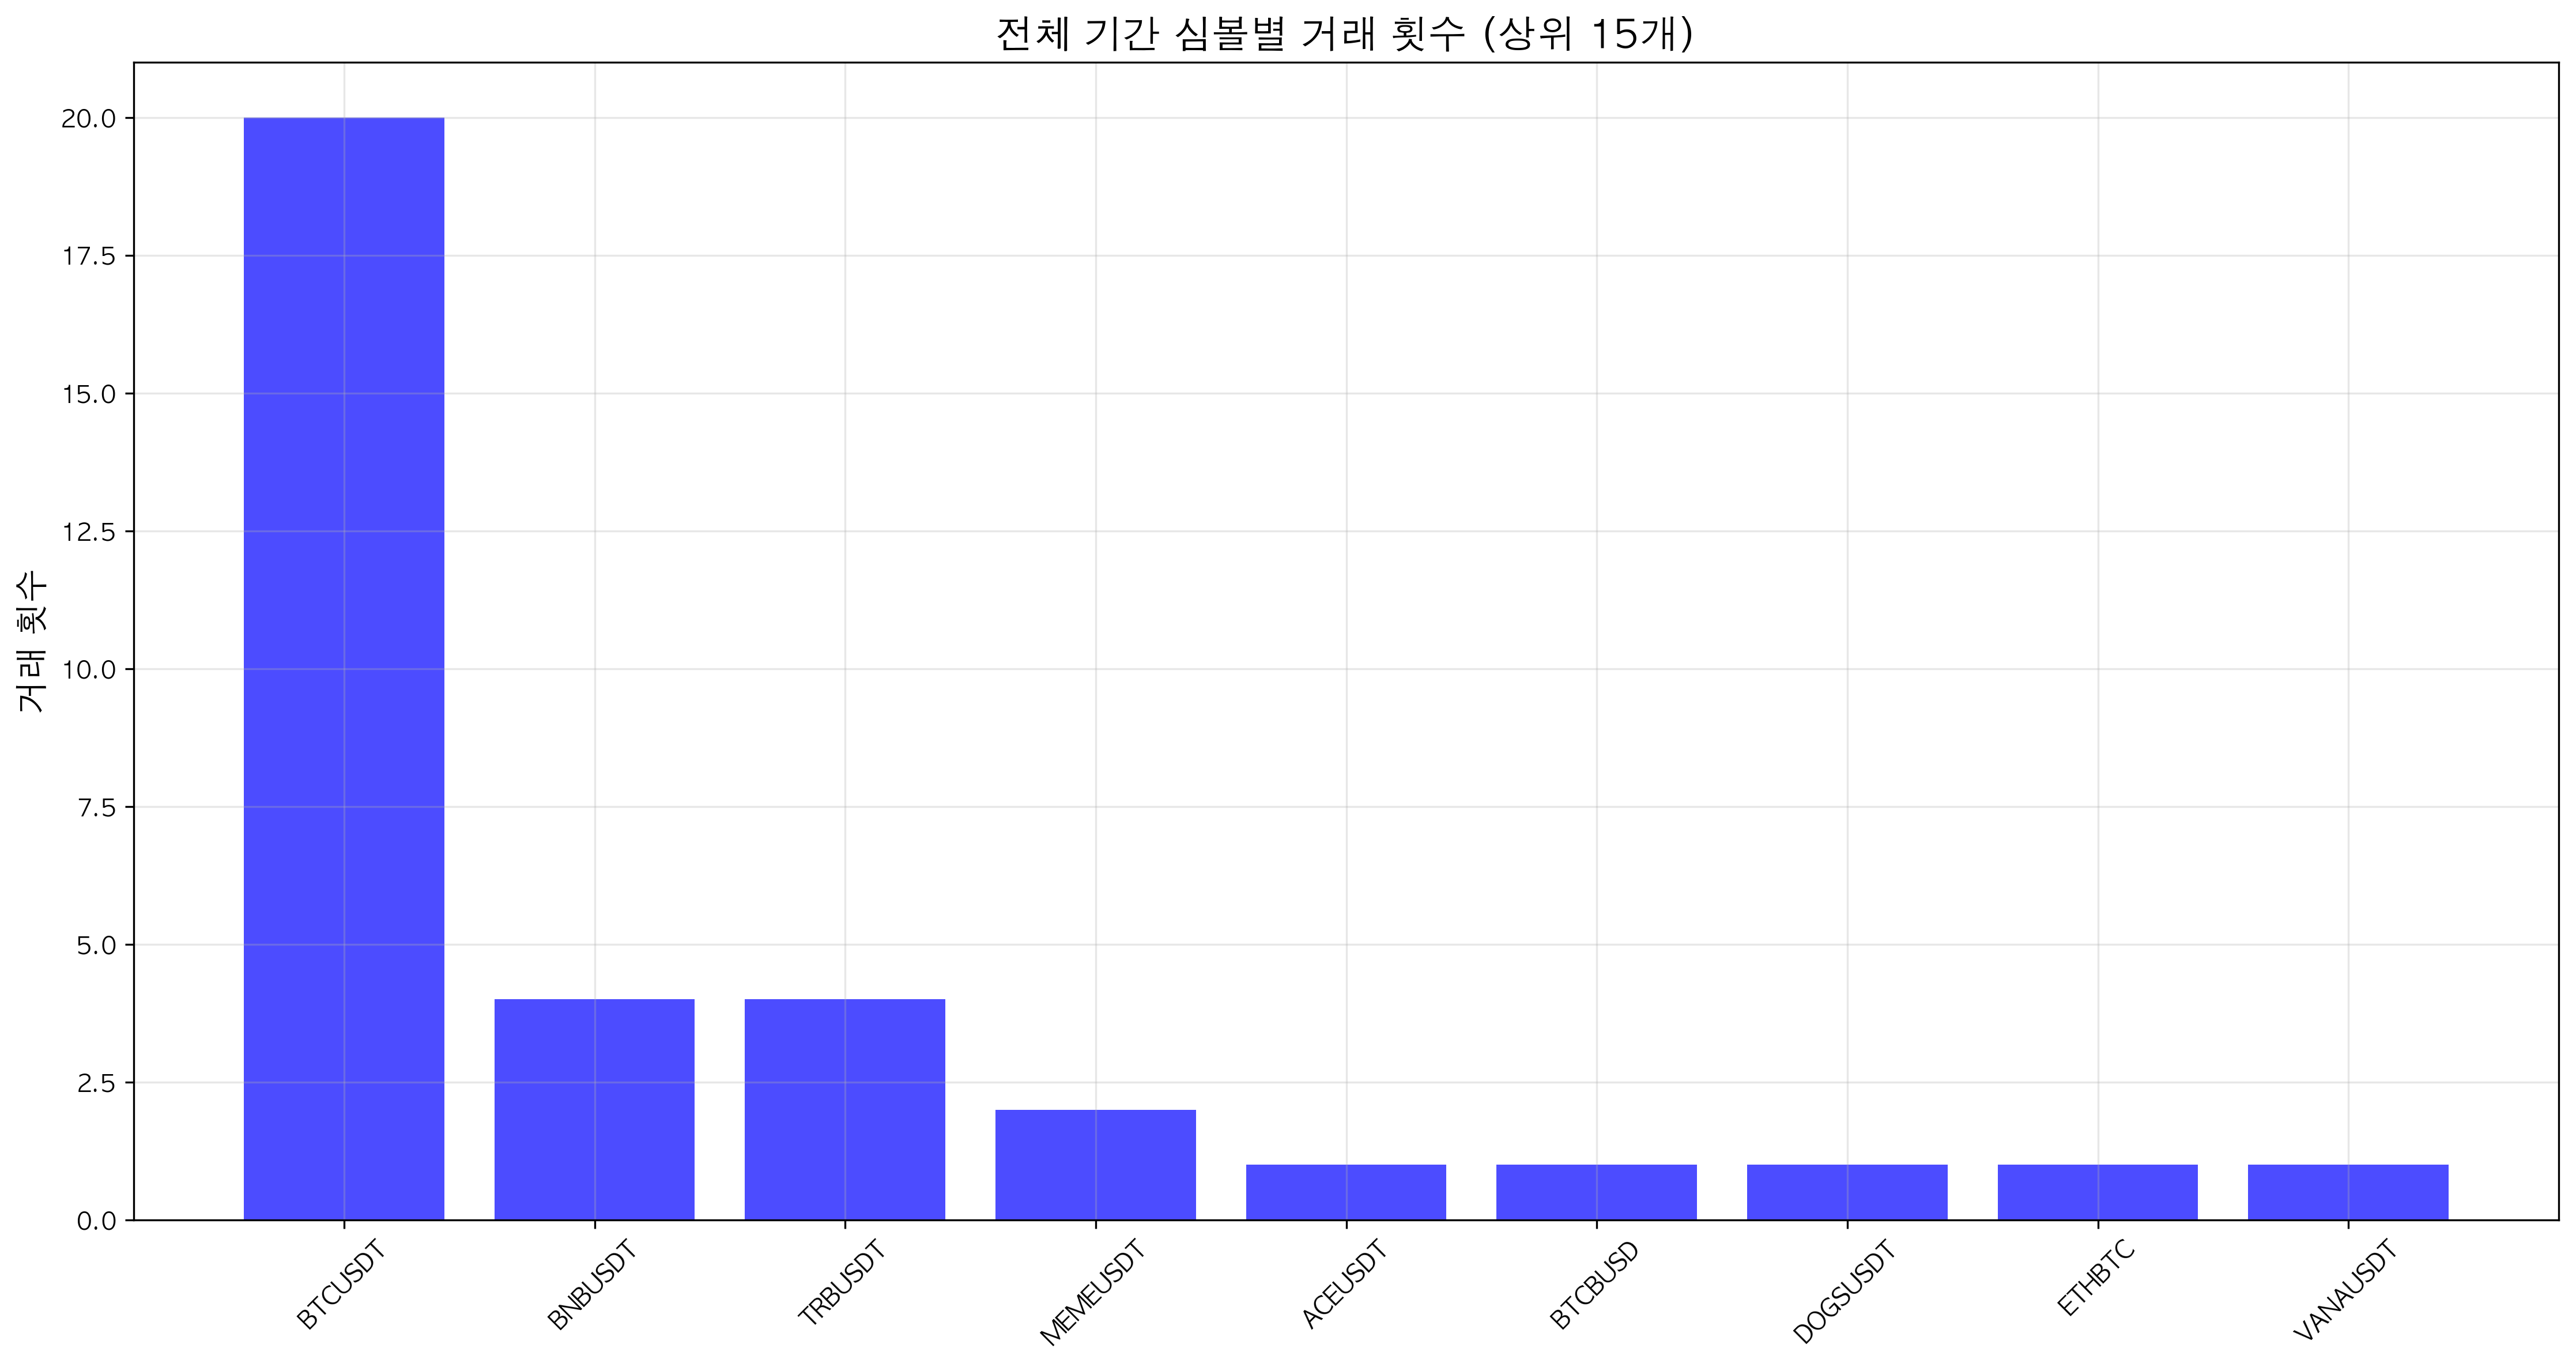 전체 기간 심볼별 거래 횟수 (상위 15개)
거래 횟수
20.0
17.5
15.0
12.5
10.0
7.5
5.0
2.5
0.0
BTCUSDT
BNBUSDT
TRBUSDT
MEMEUSDT
ACEUSDT
BTCBUSD
DOGSUSDT
ETHBTC
VANAUSDT